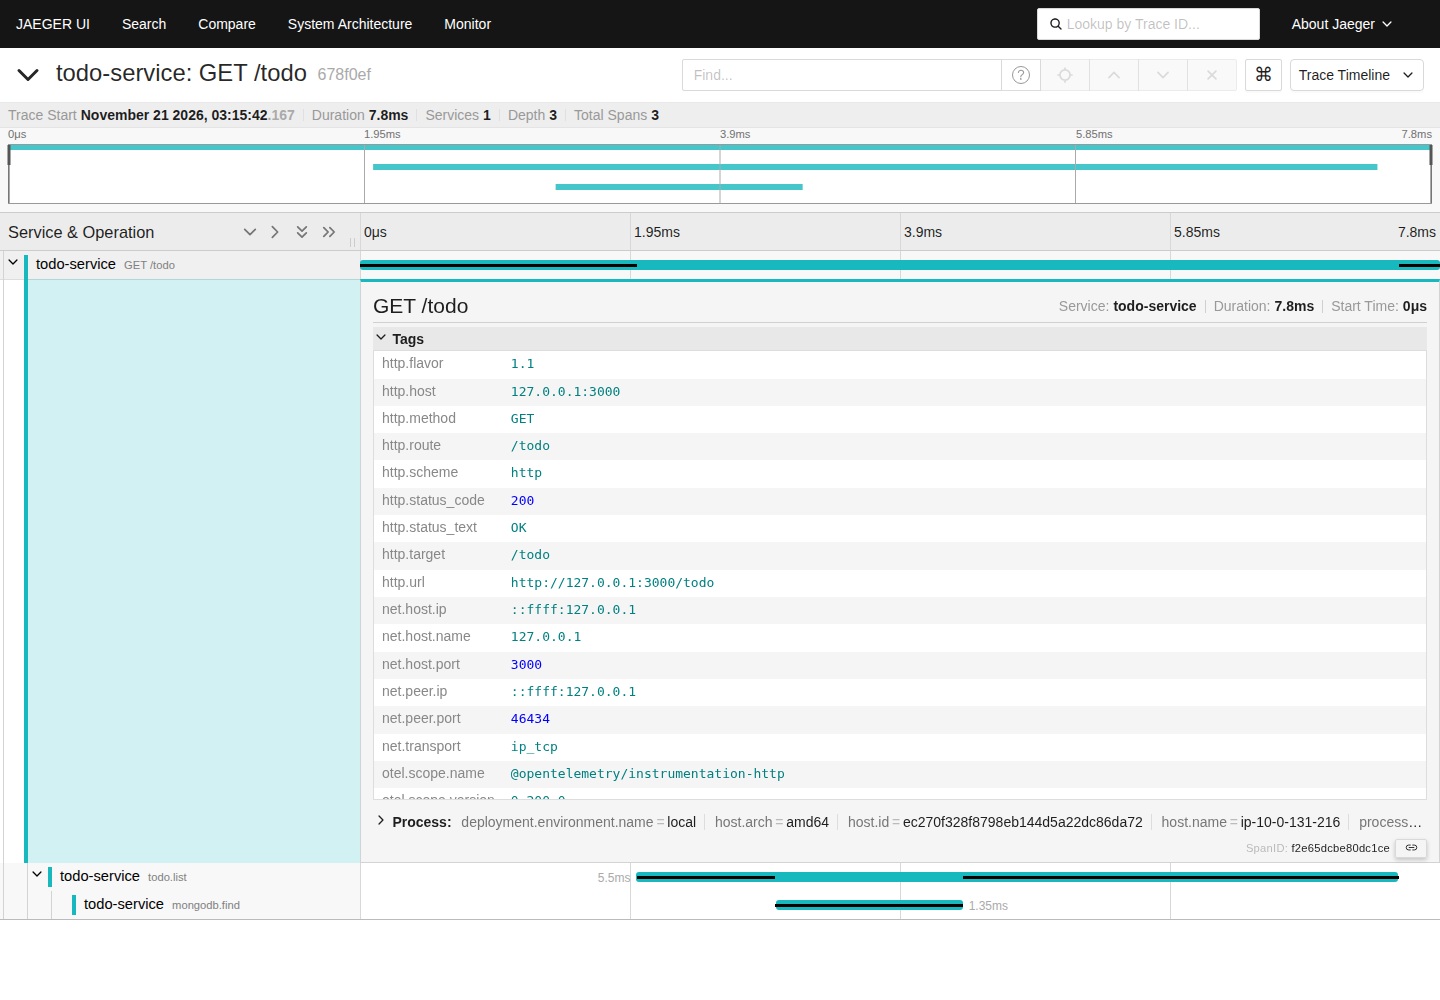 JAEGER UI Search Compare System Architecture Monitor Lookup by Trace ID... About Jaeger
todo-service: GET /todo 678f0ef Find... ? ⌘ Trace Timeline
Trace Start November 21 2026, 03:15:42.167 Duration 7.8ms Services 1 Depth 3 Total Spans 3
0μs 1.95ms 3.9ms 5.85ms 7.8ms
Service & Operation 0μs 1.95ms 3.9ms 5.85ms 7.8ms
todo-service GET /todo
GET /todo Service: todo-service Duration: 7.8ms Start Time: 0μs
Tags
http.flavor 1.1
http.host 127.0.0.1:3000
http.method GET
http.route /todo
http.scheme http
http.status_code 200
http.status_text OK
http.target /todo
http.url http://127.0.0.1:3000/todo
net.host.ip ::ffff:127.0.0.1
net.host.name 127.0.0.1
net.host.port 3000
net.peer.ip ::ffff:127.0.0.1
net.peer.port 46434
net.transport ip_tcp
otel.scope.name @opentelemetry/instrumentation-http
Process: deployment.environment.name = local host.arch = amd64 host.id = ec270f328f8798eb144d5a22dc86da72 host.name = ip-10-0-131-216 process…
SpanID: f2e65dcbe80dc1ce
todo-service todo.list 5.5ms
todo-service mongodb.find 1.35ms